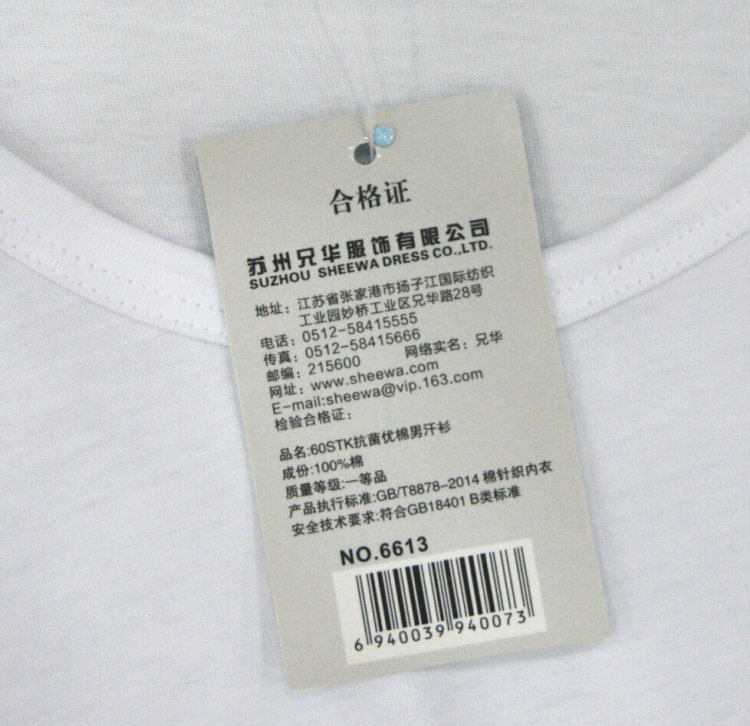 合格证
苏州兄华服饰有限公司
SUZHOU SHEEWA DRESS CO.,LTD.
地址：江苏省张家港市扬子江国际纺织
工业园妙桥工业区兄华路28号
电话：0512-58415555
传真：0512-58415666
邮编：215600 网络实名：兄华
网址：www.sheewa.com
E-mail:sheewa@vip.163.com
检验合格证：
品名:60STK抗菌优棉男汗衫
成份:100%棉
质量等级:一等品
产品执行标准:GB/T8878-2014 棉针织内衣
安全技术要求:符合GB18401 B类标准
NO.6613
6 940039 940073